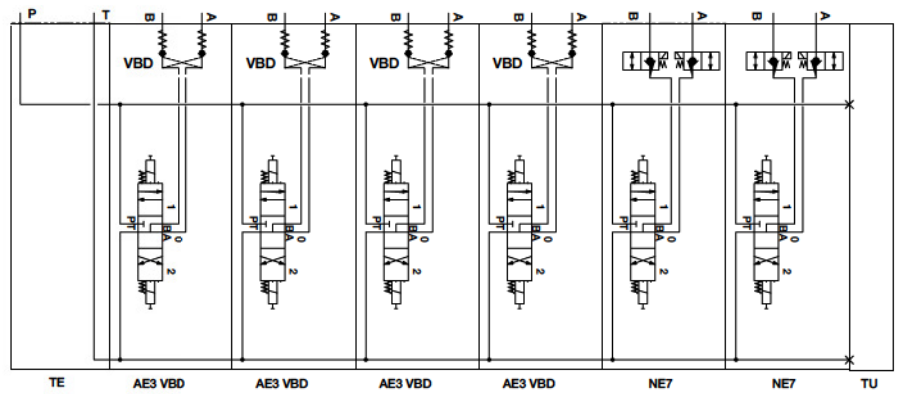 P T B A B A B A B A B A B A
VBD VBD VBD VBD
1 1 1 1 1 1
PT BA 0 PT BA 0 PT BA 0 PT BA 0 PT BA 0 PT BA 0
2 2 2 2 2 2
TE AE3 VBD AE3 VBD AE3 VBD AE3 VBD NE7 NE7 TU